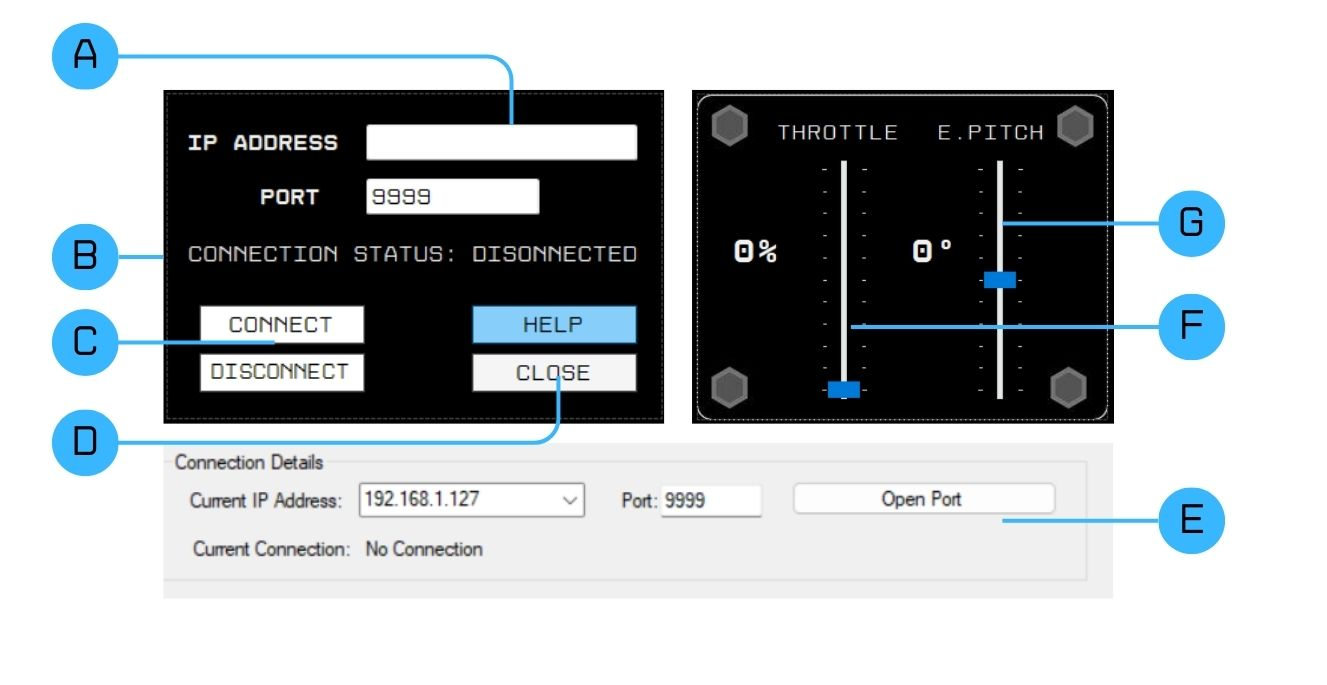 A
IP ADDRESS
PORT 9999
B
CONNECTION STATUS: DISONNECTED
C
CONNECT HELP
DISCONNECT CLOSE
D
THROTTLE E.PITCH
G
0% 0°
F
Connection Details
Current IP Address: 192.168.1.127 Port: 9999 Open Port
E
Current Connection: No Connection